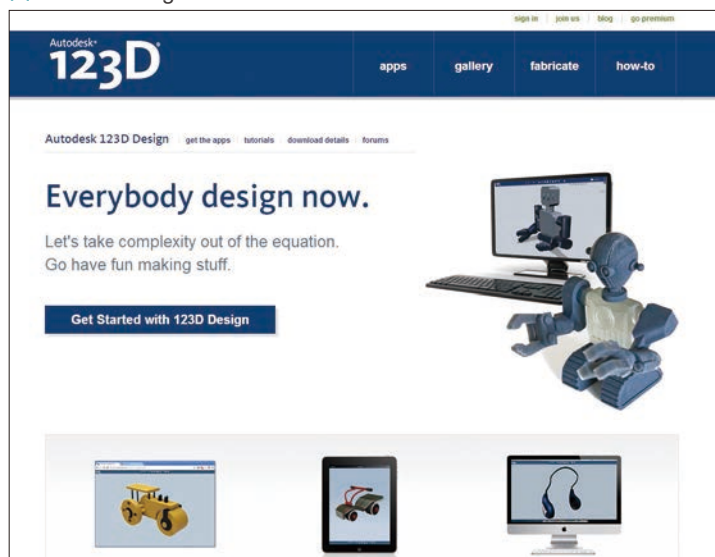 sign in join us blog go premium
Autodesk®
123D®
apps gallery fabricate how-to
Autodesk 123D Design get the apps tutorials download details forums
Everybody design now.
Let's take complexity out of the equation.
Go have fun making stuff.
Get Started with 123D Design